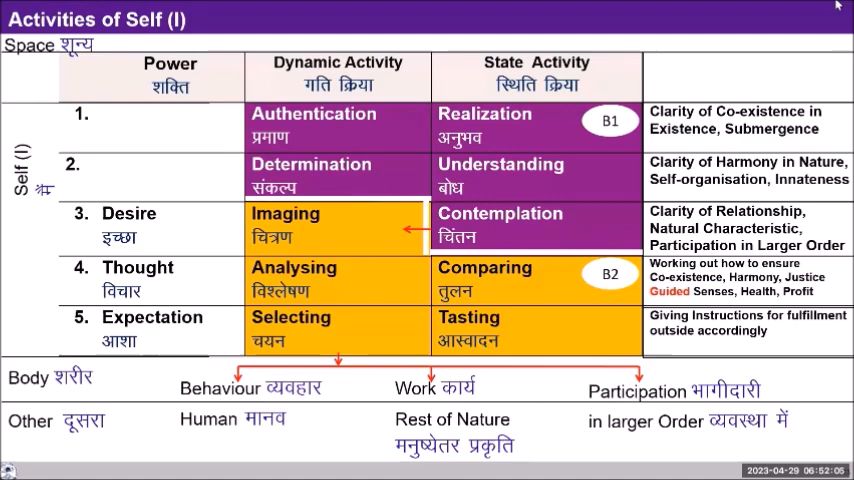 Activities of Self (I)
Space शून्य
Power
शक्ति
Dynamic Activity
गति क्रिया
State Activity
स्थिति क्रिया
Self (I)
मैं
1.
Authentication
प्रमाण
Realization
अनुभव
B1
Clarity of Co-existence in
Existence, Submergence
2.
Determination
संकल्प
Understanding
बोध
Clarity of Harmony in Nature,
Self-organisation, Innateness
3. Desire
इच्छा
Imaging
चित्रण
Contemplation
चिंतन
Clarity of Relationship,
Natural Characteristic,
Participation in Larger Order
4. Thought
विचार
Analysing
विश्लेषण
Comparing
तुलन
B2
Working out how to ensure
Co-existence, Harmony, Justice
Guided Senses, Health, Profit
5. Expectation
आशा
Selecting
चयन
Tasting
आस्वादन
Giving Instructions for fulfillment
outside accordingly
Body शरीर
Behaviour व्यवहार
Work कार्य
Participation भागीदारी
Other दूसरा
Human मानव
Rest of Nature
मनुष्येतर प्रकृति
in larger Order व्यवस्था में
2023-04-29 06:52:05